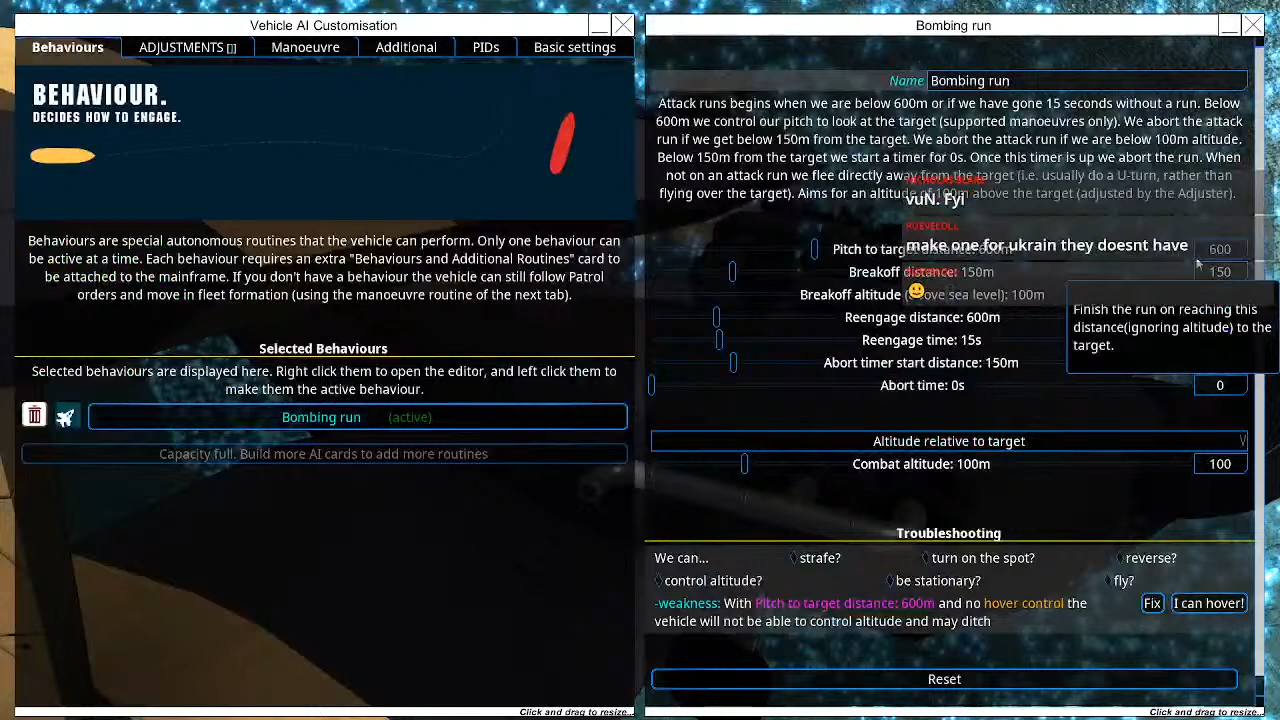 Vehicle AI Customisation
Behaviours
ADJUSTMENTS []
Manoeuvre
Additional
PIDs
Basic settings
BEHAVIOUR.
DECIDES HOW TO ENGAGE.
Behaviours are special autonomous routines that the vehicle can perform. Only one behaviour
can be active at a time. Each behaviour requires an extra "Behaviours and Additional Routines" card to
be attached to the mainframe. If you don't have a behaviour the vehicle can still follow Patrol
orders and move in fleet formation (using the manoeuvre routine of the next tab).
Selected Behaviours
Selected behaviours are displayed here. Right click them to open the editor, and left click them to
make them the active behaviour.
Bombing run (active)
Capacity full. Build more AI cards to add more routines
Click and drag to resize...
Bombing run
Name Bombing run
Attack runs begins when we are below 600m or if we have gone 15 seconds without a run. Below
600m we control our pitch to look at the target (supported manoeuvres only). We abort the attack
run if we get below 150m from the target. We abort the attack run if we are below 100m altitude.
Below 150m from the target we start a timer for 0s. Once this timer is up we abort the run. When
not on an attack run we flee directly away from the target (i.e. usually do a U-turn, rather than
flying over the target). Aims for an altitude of 100m above the target (adjusted by the Adjuster).
vuN. Fyi
make one for ukrain they doesnt have
Pitch to target distance: 600m
600
Breakoff distance: 150m
150
Breakoff altitude (above sea level): 100m
Finish the run on reaching this
distance(ignoring altitude) to the
target.
Reengage distance: 600m
Reengage time: 15s
Abort timer start distance: 150m
Abort time: 0s
0
Altitude relative to target
V
Combat altitude: 100m
100
Troubleshooting
We can...
strafe?
turn on the spot?
reverse?
control altitude?
be stationary?
fly?
-weakness: With Pitch to target distance: 600m and no hover control the
vehicle will not be able to control altitude and may ditch
Fix
I can hover!
Reset
Click and drag to resize...